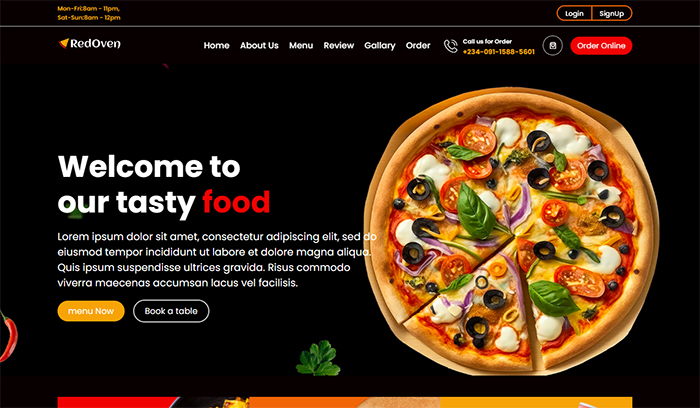 Mon-Fri:8am - 11pm,
Sat-Sun:8am - 12pm
Login SignUp
RedOven
Home About Us Menu Review Gallary Order
Call us for Order
+234-091-1588-5601
Order Online
Welcome to
our tasty food
Lorem ipsum dolor sit amet, consectetur adipiscing elit, sed do
eiusmod tempor incididunt ut labore et dolore magna aliqua.
Quis ipsum suspendisse ultrices gravida. Risus commodo
viverra maecenas accumsan lacus vel facilisis.
menu Now Book a table